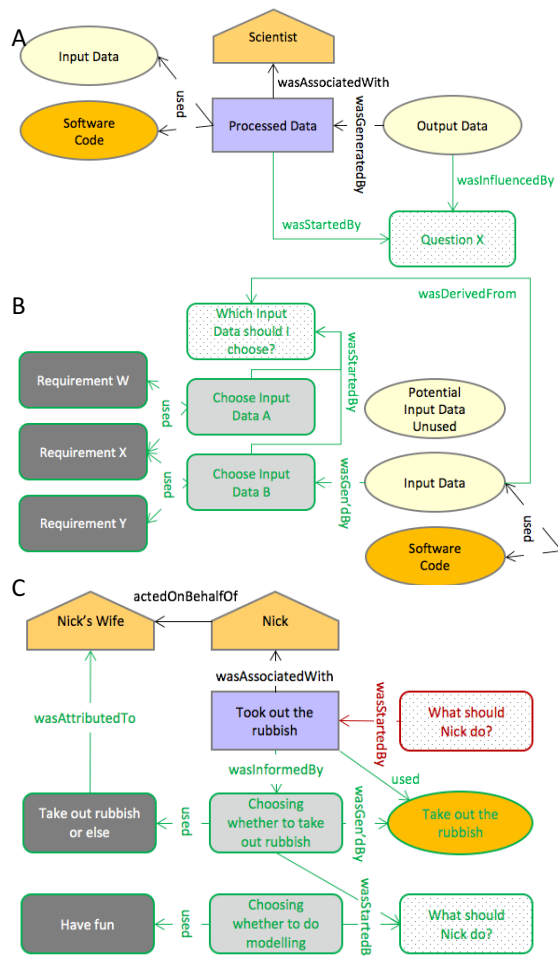 A
Scientist
Input Data
used
wasAssociatedWith
Software
Code
Processed Data
wasGeneratedBy
Output Data
wasInfluencedBy
wasStartedBy
Question X
B
wasDerivedFrom
Which Input
Data should I
choose?
wasStartedBy
Requirement W
used
Choose Input
Data A
Potential
Input Data
Unused
Requirement X
used
Choose Input
Data B
wasGen'dBy
Input Data
used
Requirement Y
Software
Code
C
actedOnBehalfOf
Nick's Wife
Nick
wasAssociatedWith
wasAttributedTo
Took out the
rubbish
wasStartedBy
What should
Nick do?
wasInformedBy
used
Take out rubbish
or else
used
Choosing
whether to take
out rubbish
wasGen'dBy
Take out the
rubbish
Have fun
used
Choosing
whether to do
modelling
wasStartedB
What should
Nick do?